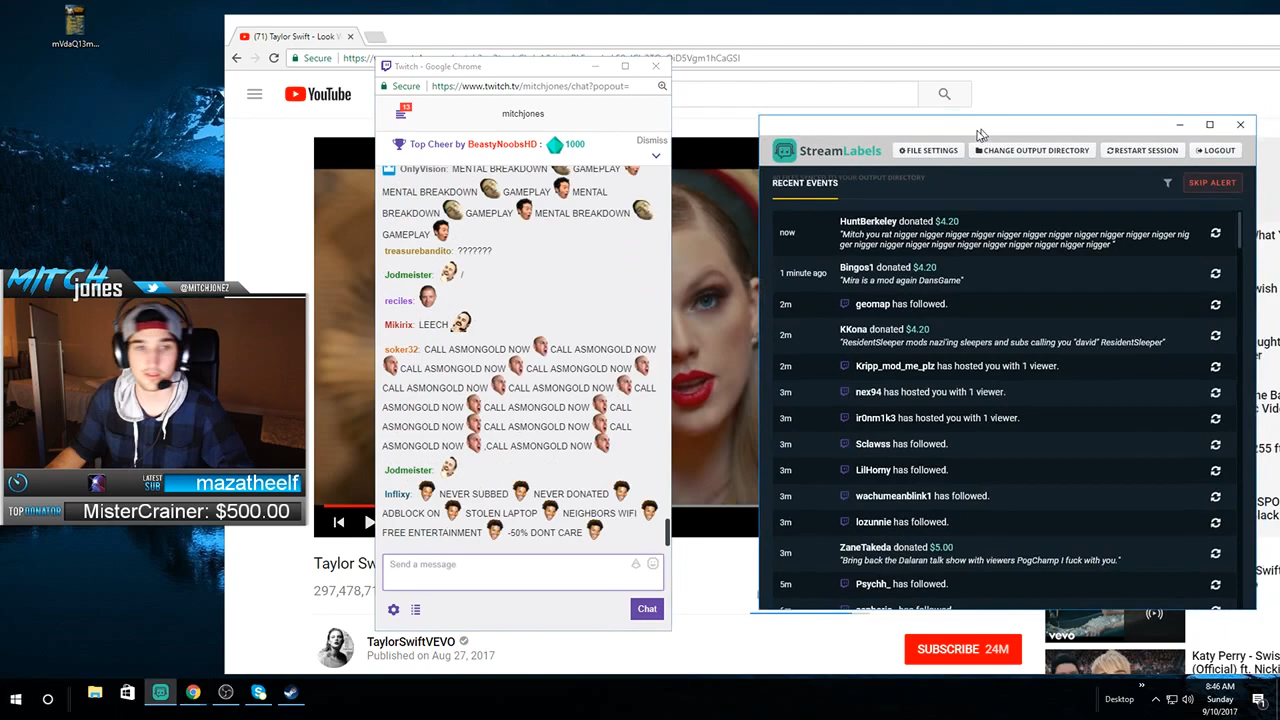 mVdaQ13m...
(71) Taylor Swift - Look
Secure
https://
D5Vgm1hCaGSI
YouTube
Twitch - Google Chrome
Secure https://www.twitch.tv/mitchjones/chat?popout=
13
mitchjones
Top Cheer by BeastyNoobsHD : 1000
Dismiss
OnlyVision: MENTAL BREAKDOWN GAMEPLAY
MENTAL BREAKDOWN GAMEPLAY MENTAL
BREAKDOWN GAMEPLAY MENTAL BREAKDOWN
GAMEPLAY
treasurebandito: ???????
Jodmeister: /
reciles:
Mikirix: LEECH
soker32: CALL ASMONGOLD NOW CALL ASMONGOLD NOW
CALL ASMONGOLD NOW CALL ASMONGOLD NOW
CALL ASMONGOLD NOW CALL ASMONGOLD NOW CALL
ASMONGOLD NOW CALL ASMONGOLD NOW CALL
ASMONGOLD NOW CALL ASMONGOLD NOW CALL
ASMONGOLD NOW ,CALL ASMONGOLD NOW
Jodmeister:
Inflixy: NEVER SUBBED NEVER DONATED
ADBLOCK ON STOLEN LAPTOP NEIGHBORS WIFI
FREE ENTERTAINMENT -50% DONT CARE
Send a message
Chat
StreamLabels
FILE SETTINGS
CHANGE OUTPUT DIRECTORY
RESTART SESSION
LOGOUT
FILES SYNCED TO YOUR OUTPUT DIRECTORY
RECENT EVENTS
SKIP ALERT
now HuntBerkeley donated $4.20
"Mitch you rat nigger nigger nigger nigger nigger nigger nigger nigger nigger nigger nigger nig
ger nigger nigger nigger nigger nigger nigger nigger nigger nigger nigger "
1 minute ago Bingos1 donated $4.20
"Mira is a mod again DansGame"
2m geomap has followed.
2m KKona donated $4.20
"ResidentSleeper mods nazi'ing sleepers and subs calling you "david" ResidentSleeper"
2m Kripp_mod_me_plz has hosted you with 1 viewer.
3m nex94 has hosted you with 1 viewer.
3m ir0nm1k3 has hosted you with 1 viewer.
3m Sclawss has followed.
3m LilHorny has followed.
3m wachumeanblink1 has followed.
3m lozunnie has followed.
3m ZaneTakeda donated $5.00
"Bring back the Dalaran talk show with viewers PogChamp I fuck with you."
5m Psychh_ has followed.
MITCH
Jones
@MITCHJONEZ
LATEST
SUB
mazatheelf
TOP DONATOR
MisterCrainer: $500.00
Taylor Sw
297,478,7
TaylorSwiftVEVO
Published on Aug 27, 2017
SUBSCRIBE 24M
vevo
Katy Perry - Swis
(Official) ft. Nicki
Desktop
8:46 AM
Sunday
9/10/2017